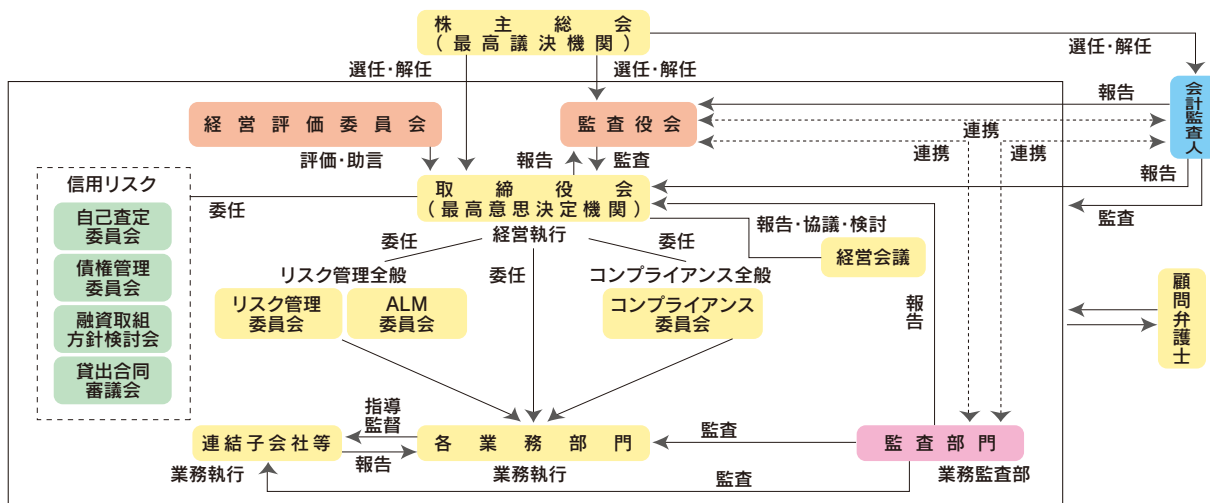 株主総会
(最高議決機関)
選任・解任
選任・解任
選任・解任
経営評価委員会
監査役会
報告
会計監査人
連携
連携
連携
評価・助言
報告
監査
報告
信用リスク
委任
取締役会
(最高意思決定機関)
監査
自己査定
委員会
経営執行
報告・協議・検討
委任
委任
委任
経営会議
債権管理
委員会
リスク管理全般
コンプライアンス全般
リスク管理
委員会
ALM
委員会
コンプライアンス
委員会
報告
顧問弁護士
融資取組
方針検討会
貸出合同
審議会
指導
監督
連結子会社等
各業務部門
監査
監査部門
業務執行
報告
業務執行
監査
業務監査部